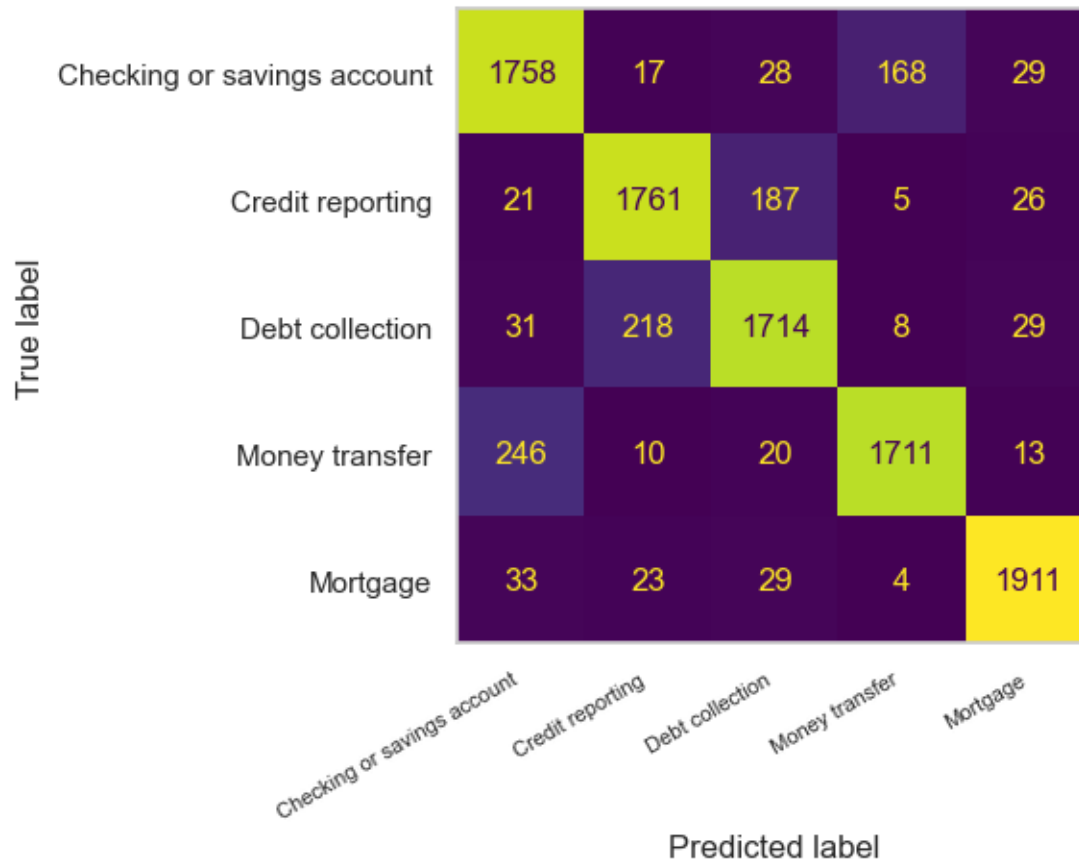 Checking or savings account 1758 17 28 168 29
Credit reporting 21 1761 187 5 26
Debt collection 31 218 1714 8 29
Money transfer 246 10 20 1711 13
Mortgage 33 23 29 4 1911
True label
Checking or savings account
Credit reporting
Debt collection
Money transfer
Mortgage
Predicted label